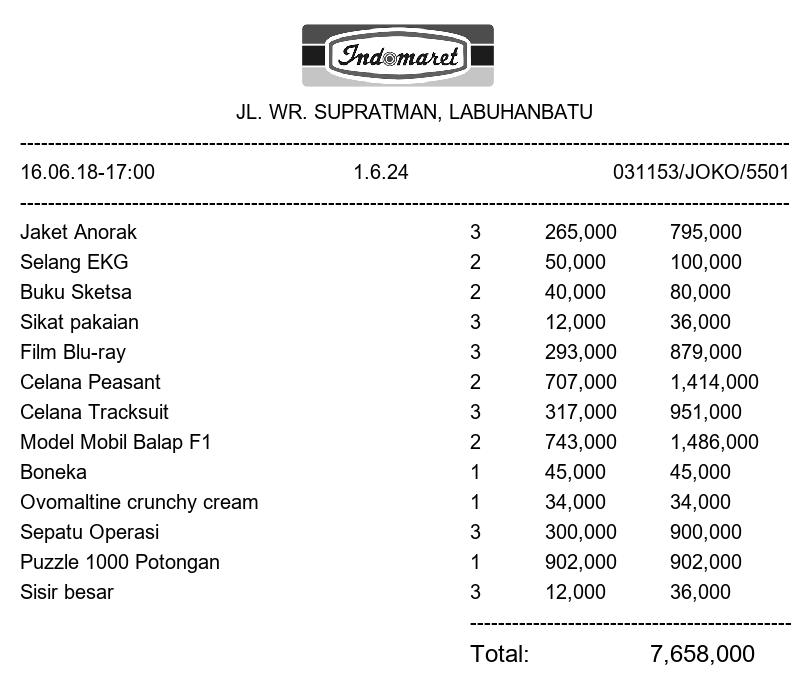 Indomaret
JL. WR. SUPRATMAN, LABUHANBATU
16.06.18-17:00 1.6.24 031153/JOKO/5501
Jaket Anorak 3 265,000 795,000
Selang EKG 2 50,000 100,000
Buku Sketsa 2 40,000 80,000
Sikat pakaian 3 12,000 36,000
Film Blu-ray 3 293,000 879,000
Celana Peasant 2 707,000 1,414,000
Celana Tracksuit 3 317,000 951,000
Model Mobil Balap F1 2 743,000 1,486,000
Boneka 1 45,000 45,000
Ovomaltine crunchy cream 1 34,000 34,000
Sepatu Operasi 3 300,000 900,000
Puzzle 1000 Potongan 1 902,000 902,000
Sisir besar 3 12,000 36,000
Total: 7,658,000